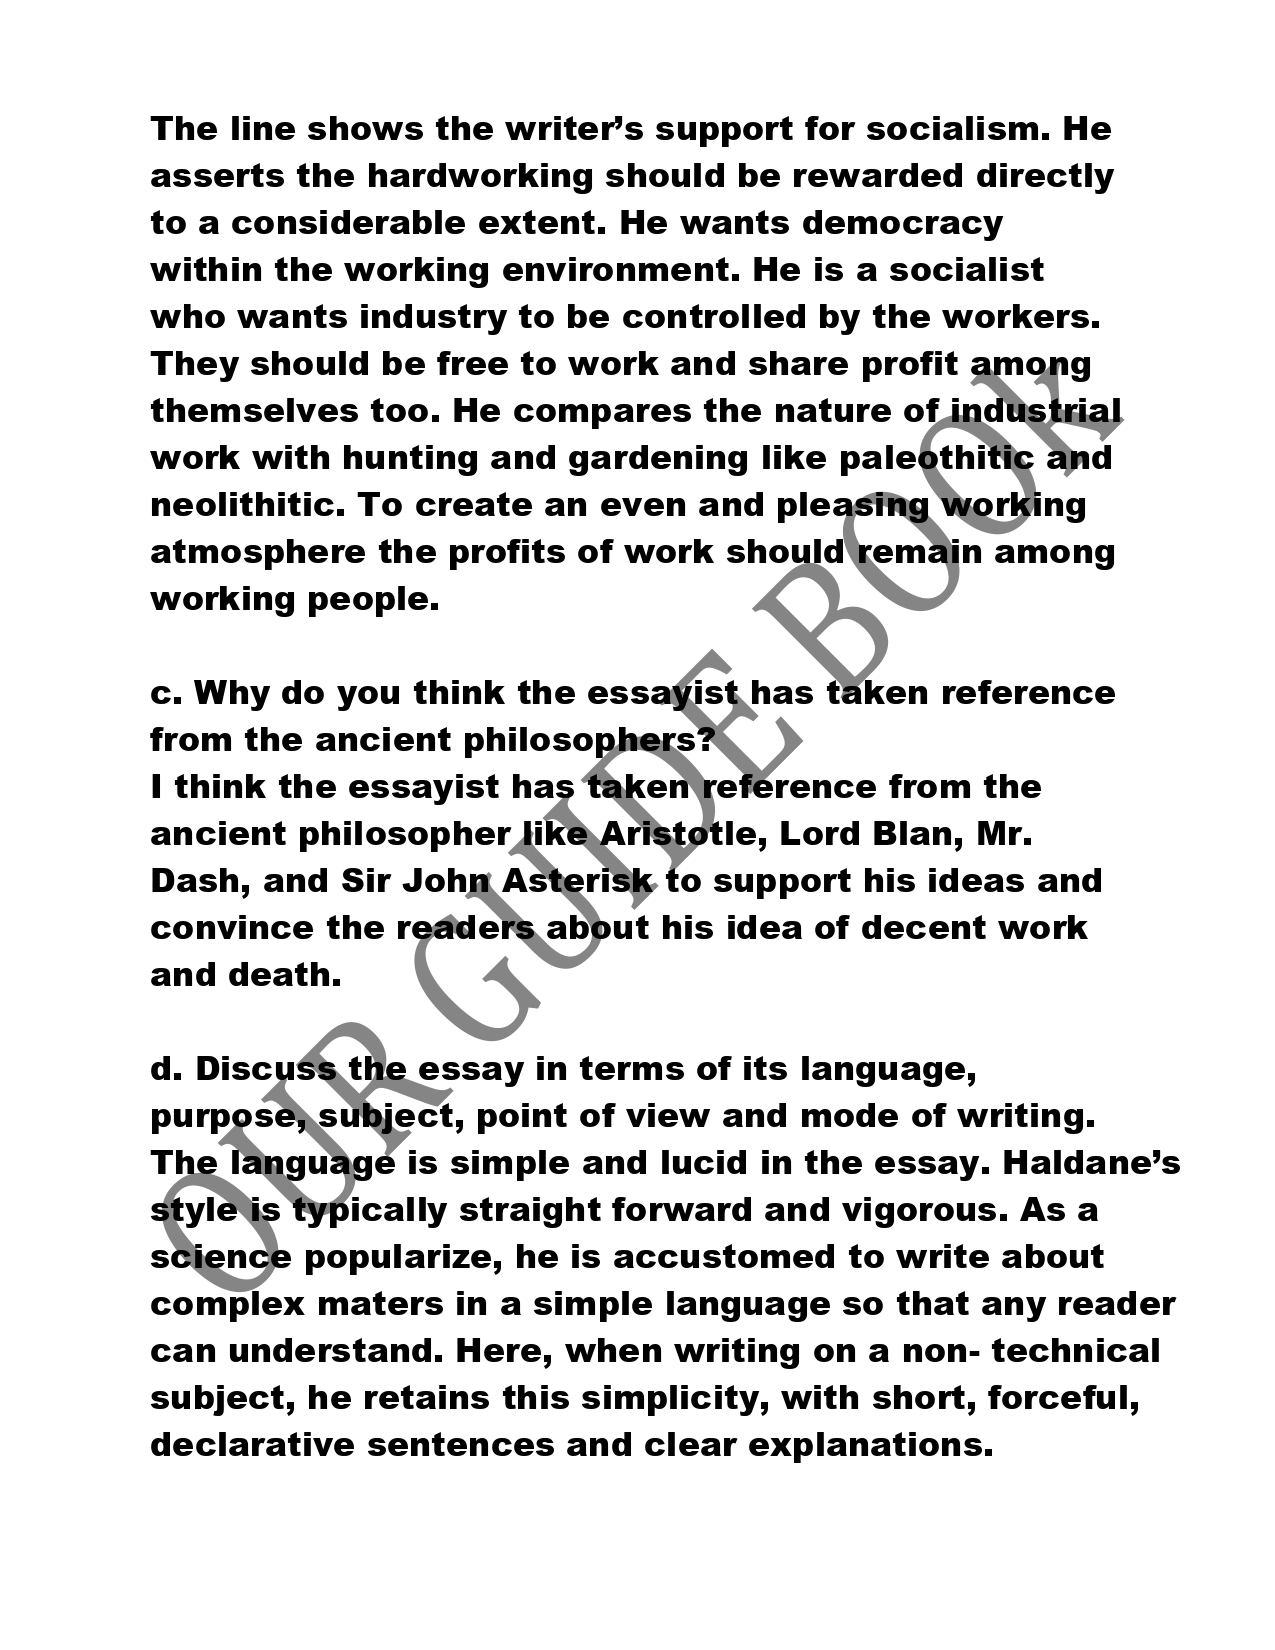 The line shows the writer’s support for socialism. He
asserts the hardworking should be rewarded directly
to a considerable extent. He wants democracy
within the working environment. He is a socialist
who wants industry to be controlled by the workers.
They should be free to work and share profit among
themselves too. He compares the nature of industrial
work with hunting and gardening like paleothitic and
neolithitic. To create an even and pleasing working
atmosphere the profits of work should remain among
working people.
c. Why do you think the essayist has taken reference
from the ancient philosophers?
I think the essayist has taken reference from the
ancient philosopher like Aristotle, Lord Blan, Mr.
Dash, and Sir John Asterisk to support his ideas and
convince the readers about his idea of decent work
and death.
d. Discuss the essay in terms of its language,
purpose, subject, point of view and mode of writing.
The language is simple and lucid in the essay. Haldane’s
style is typically straight forward and vigorous. As a
science popularize, he is accustomed to write about
complex maters in a simple language so that any reader
can understand. Here, when writing on a non- technical
subject, he retains this simplicity, with short, forceful,
declarative sentences and clear explanations.
OUR GUIDE BOOk